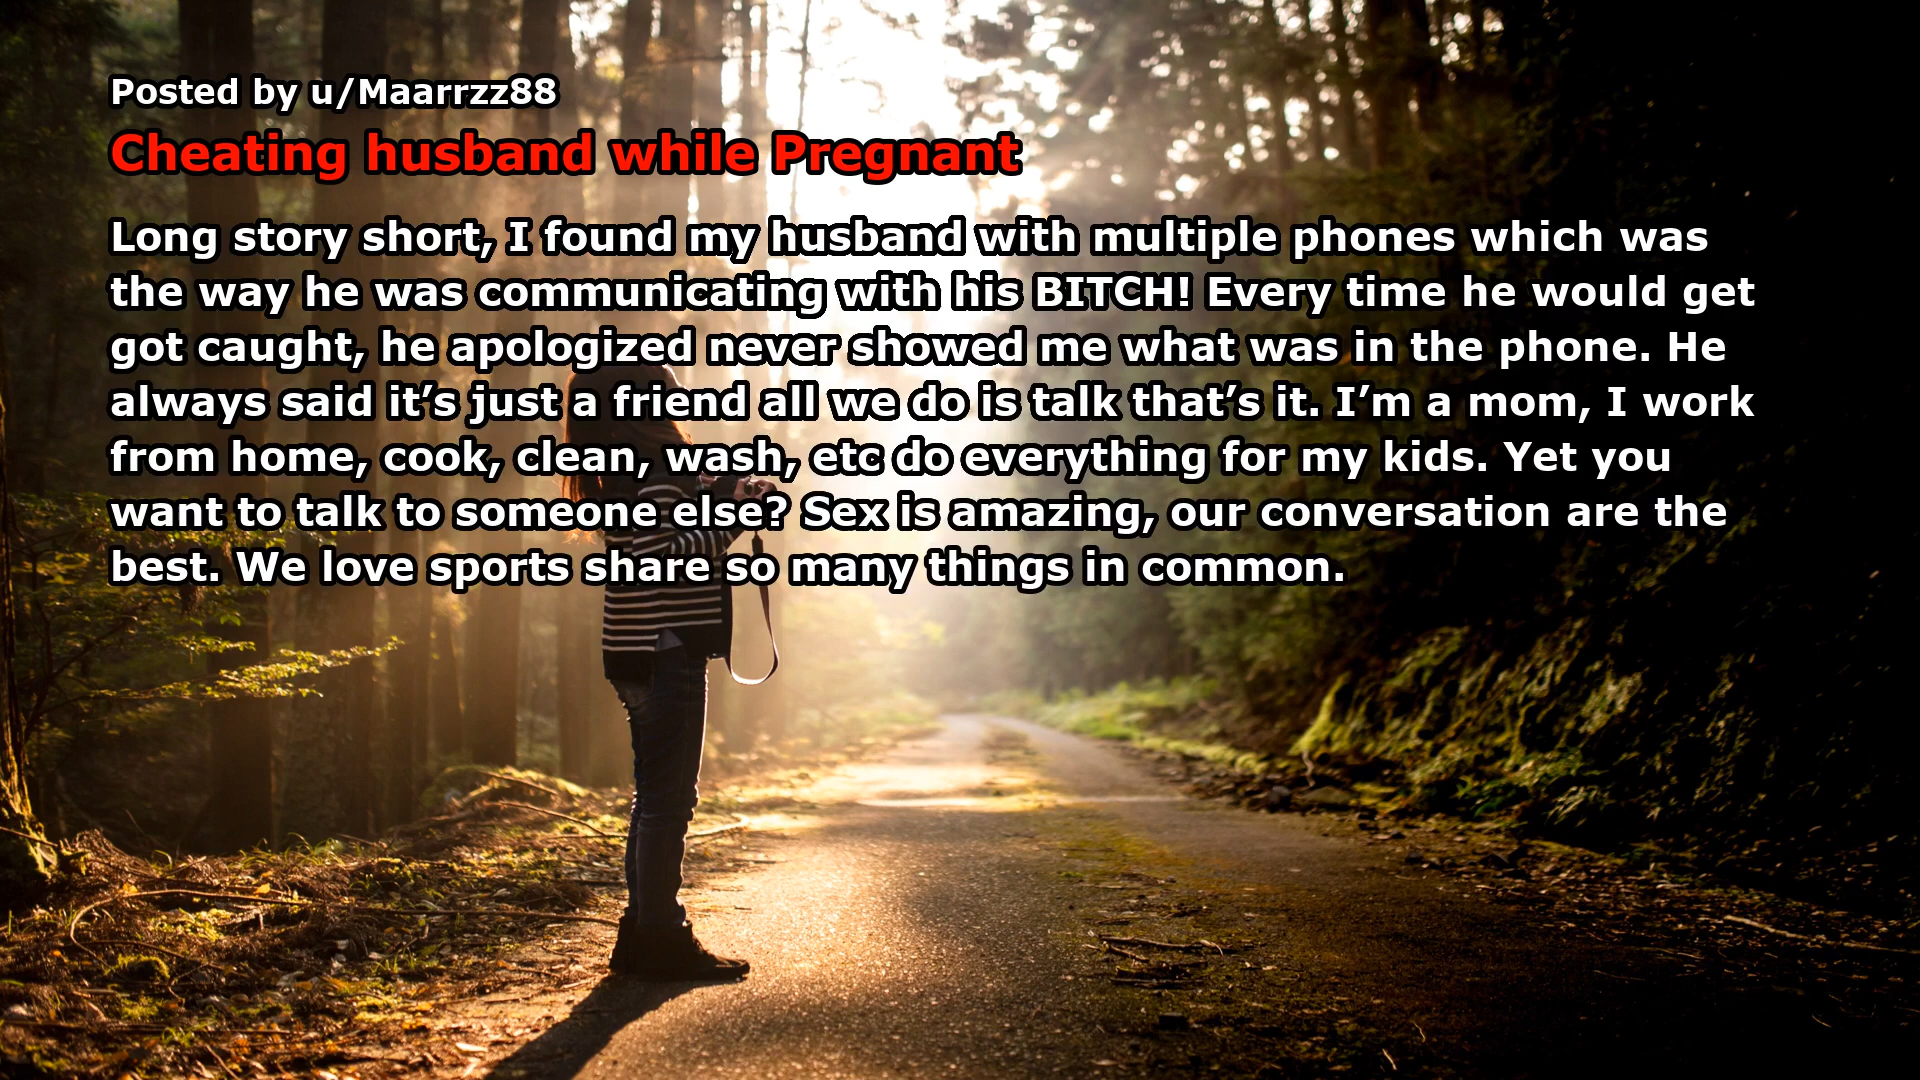 Posted by u/Maarrzz88
Cheating husband while Pregnant
Long story short, I found my husband with multiple phones which was
the way he was communicating with his BITCH! Every time he would get
got caught, he apologized never showed me what was in the phone. He
always said it’s just a friend all we do is talk that’s it. I’m a mom, I work
from home, cook, clean, wash, etc do everything for my kids. Yet you
want to talk to someone else? Sex is amazing, our conversation are the
best. We love sports share so many things in common.